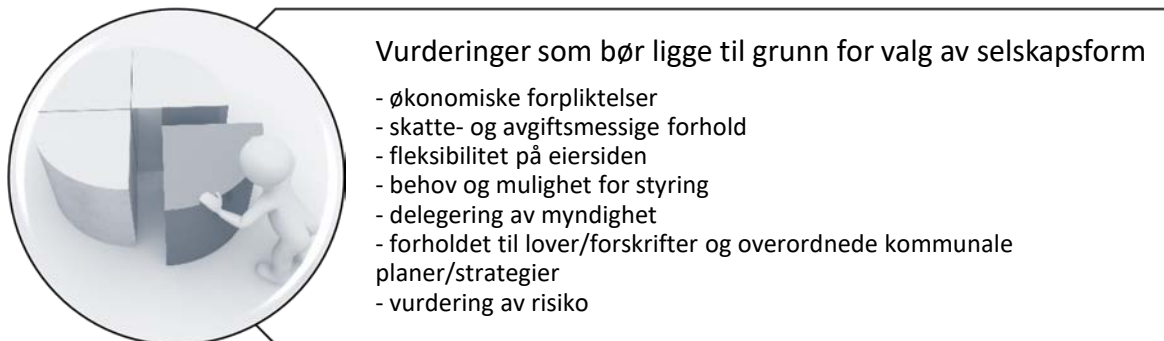 Vurderinger som bør ligge til grunn for valg av selskapsform
- økonomiske forpliktelser
- skatte- og avgiftsmessige forhold
- fleksibilitet på eiersiden
- behov og mulighet for styring
- delegering av myndighet
- forholdet til lover/forskrifter og overordnede kommunale
planer/strategier
- vurdering av risiko